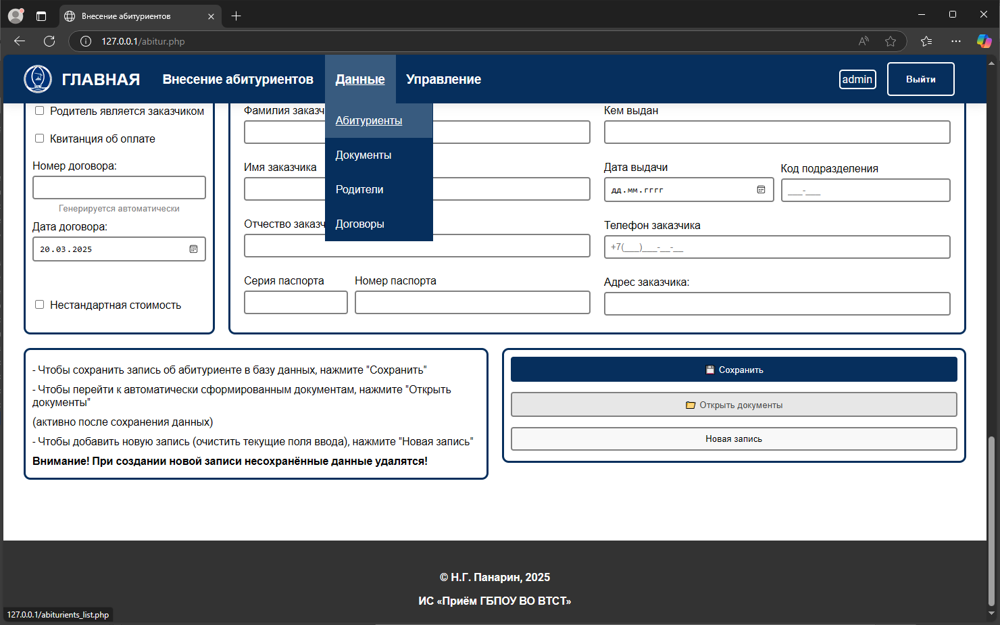 Внесение абитуриентов
127.0.0.1/abitur.php
ГЛАВНАЯ
Внесение абитуриентов
Данные
Управление
admin
Выйти
Абитуриенты
Документы
Родители
Договоры
Родитель является заказчиком
Квитанция об оплате
Номер договора:
Генерируется автоматически
Дата договора:
20.03.2025
Нестандартная стоимость
Фамилия заказч
Имя заказчика
Отчество заказч
Серия паспорта
Номер паспорта
Кем выдан
Дата выдачи
дд.мм.гггг
Код подразделения
___-___
Телефон заказчика
+7(___)___-__-__
Адрес заказчика:
- Чтобы сохранить запись об абитуриенте в базу данных, нажмите "Сохранить"
- Чтобы перейти к автоматически сформированным документам, нажмите "Открыть
документы"
(активно после сохранения данных)
- Чтобы добавить новую запись (очистить текущие поля ввода), нажмите "Новая запись"
Внимание! При создании новой записи несохранённые данные удалятся!
Сохранить
Открыть документы
Новая запись
© Н.Г. Панарин, 2025
ИС «Приём ГБПОУ ВО ВТСТ»
127.0.0.1/abiturients_list.php